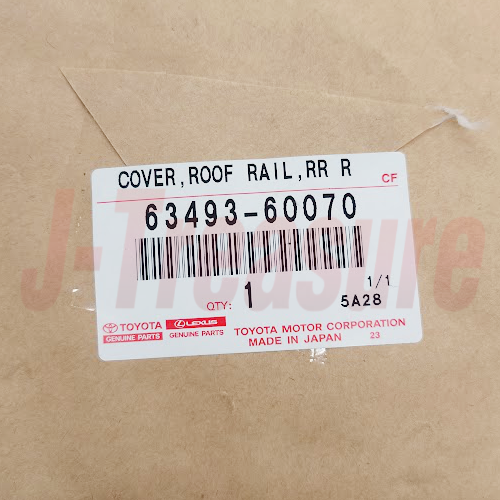 COVER,ROOF RAIL,RR R
CF
63493-60070
J-Treasure
QTY: 1
1/1
5A28
TOYOTA LEXUS
GENUINE PARTS GENUINE PARTS
TOYOTA MOTOR CORPORATION
MADE IN JAPAN 23